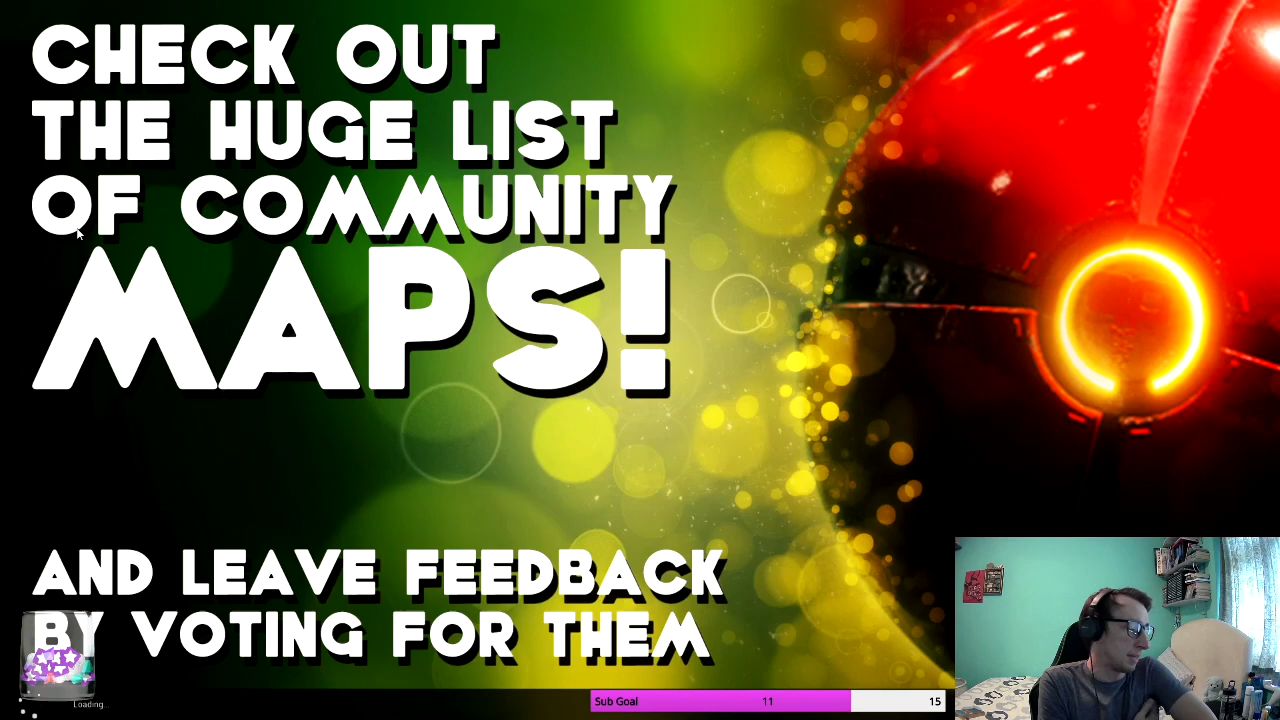 CHECK OUT
THE HUGE LIST
OF COMMUNITY
MAPS!
AND LEAVE FEEDBACK
BY VOTING FOR THEM
Loading...
Sub Goal 11 15